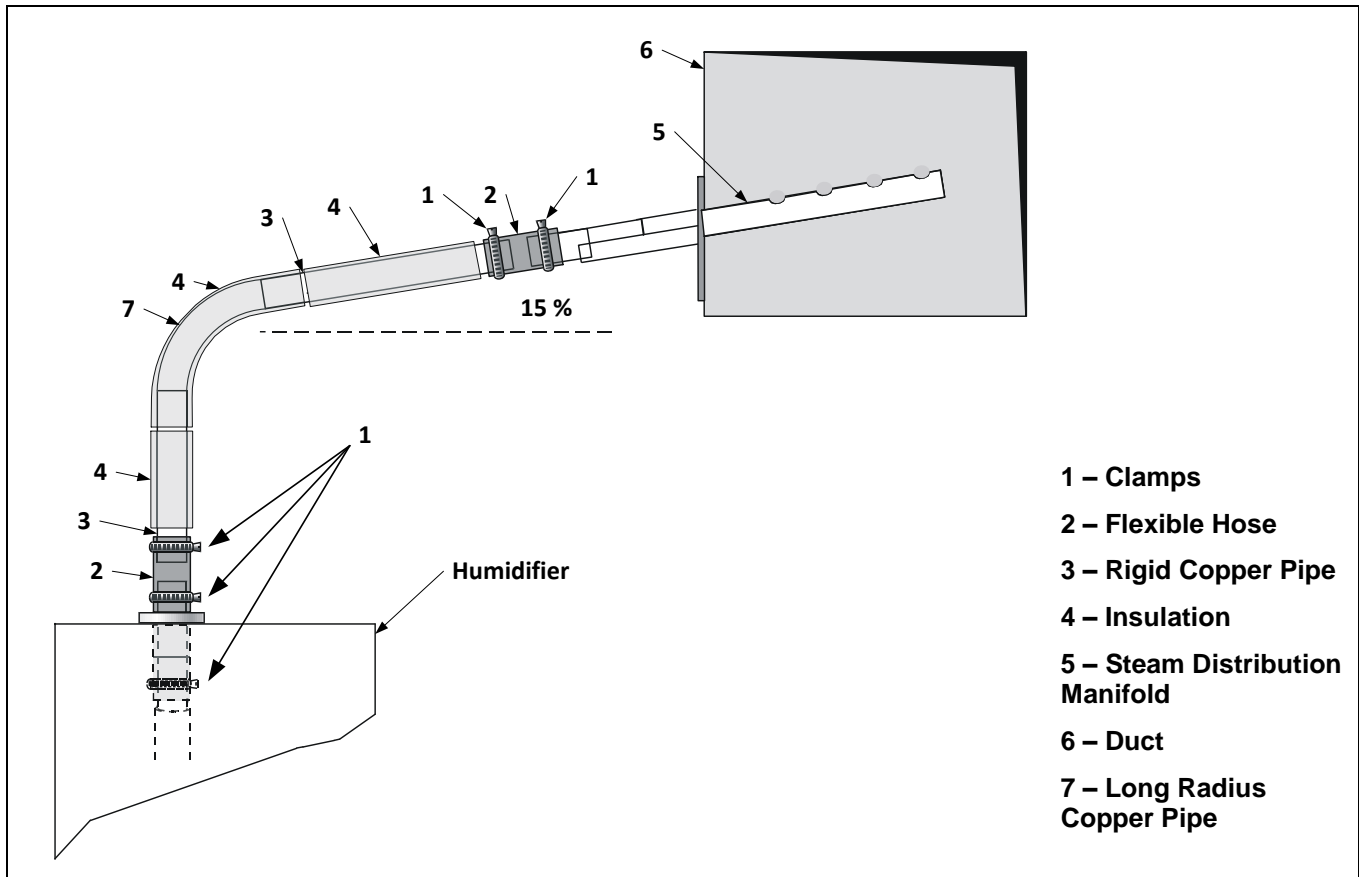 6
5
1
2
1
4
3
4
7
15 %
1
4
3
2
Humidifier
1 – Clamps
2 – Flexible Hose
3 – Rigid Copper Pipe
4 – Insulation
5 – Steam Distribution
Manifold
6 – Duct
7 – Long Radius
Copper Pipe